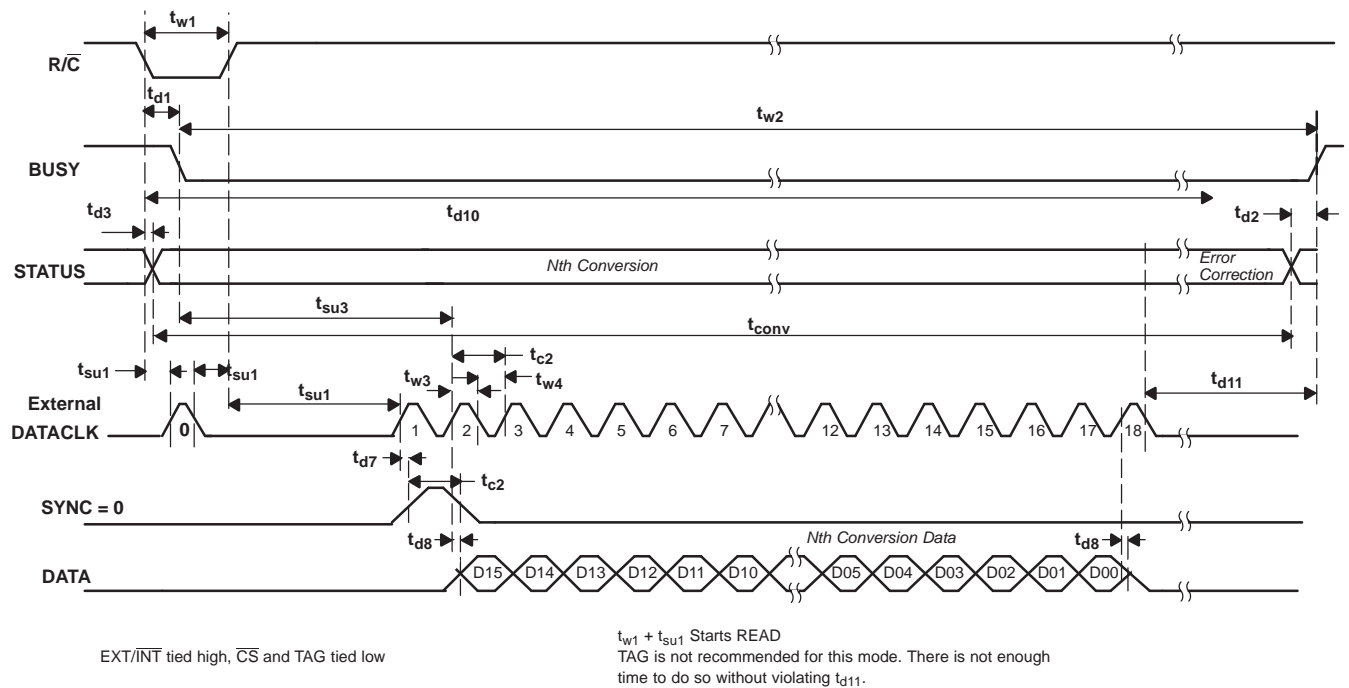 tw1
R/C̅
td1
tw2
BUSY
td3
td10
td2
STATUS
Nth Conversion
Error
Correction
tsu3
tconv
tc2
tsu1
tsu1
tw3
tw4
tsu1
td11
External
DATACLK
0 1 2 3 4 5 6 7 12 13 14 15 16 17 18
td7
tc2
SYNC = 0
td8
Nth Conversion Data
td8
DATA
D15 D14 D13 D12 D11 D10 D05 D04 D03 D02 D01 D00
EXT/I̅N̅T̅ tied high, C̅S̅ and TAG tied low
tw1 + tsu1 Starts READ
TAG is not recommended for this mode. There is not enough
time to do so without violating td11.